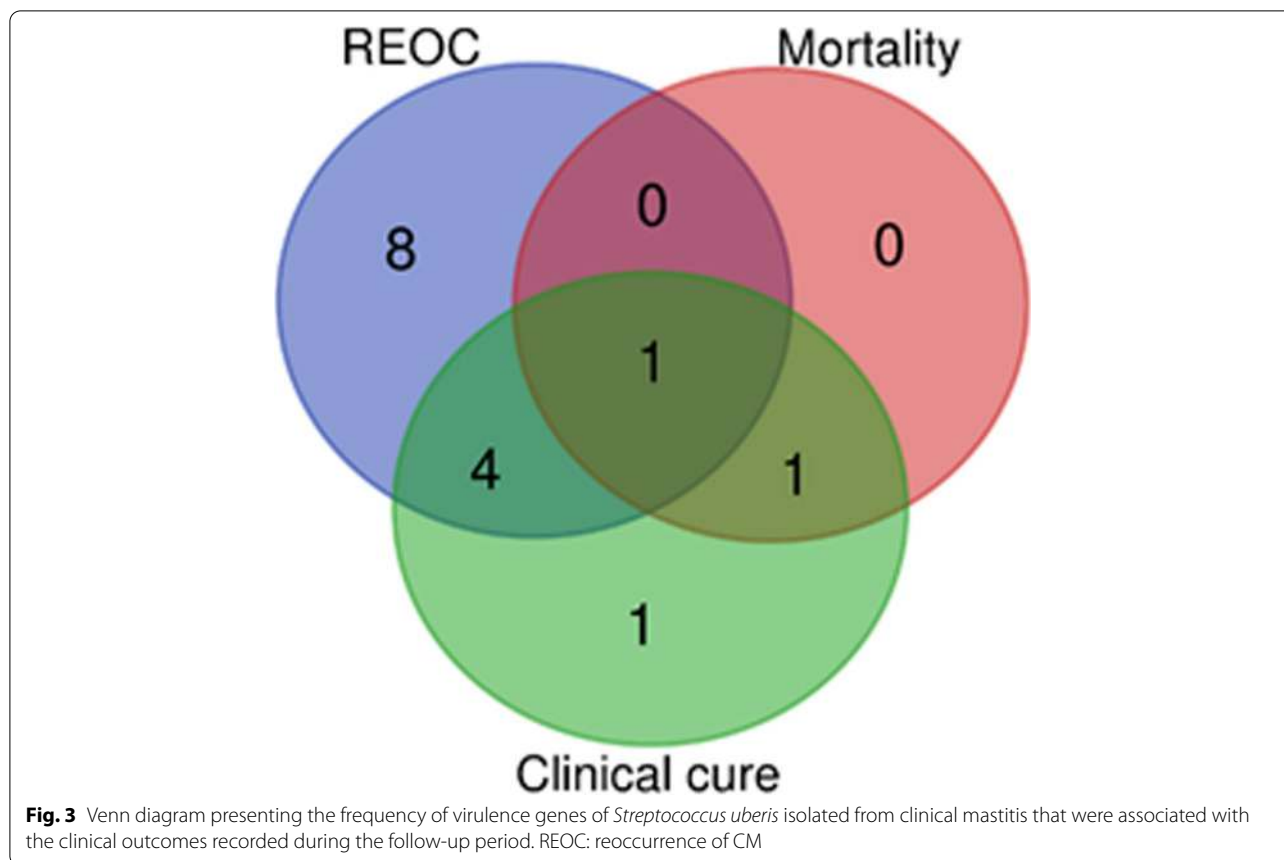 REOC Mortality
0
8 0
1
4 1
1
Clinical cure
Fig. 3 Venn diagram presenting the frequency of virulence genes of Streptococcus uberis isolated from clinical mastitis that were associated with
the clinical outcomes recorded during the follow-up period. REOC: reoccurrence of CM